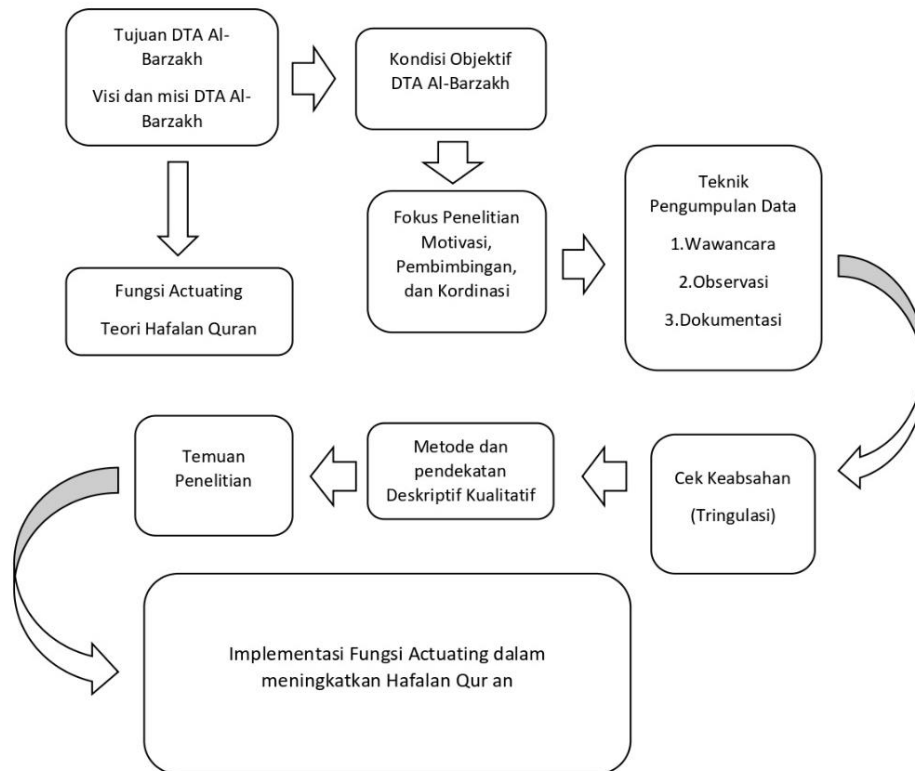 Tujuan DTA Al-
Barzakh
Visi dan misi DTA Al-
Barzakh
Kondisi Objektif
DTA Al-Barzakh
Fungsi Actuating
Teori Hafalan Quran
Fokus Penelitian
Motivasi,
Pembimbingan,
dan Kordinasi
Teknik
Pengumpulan Data
1.Wawancara
2.Observasi
3.Dokumentasi
Cek Keabsahan
(Tringulasi)
Metode dan
pendekatan
Deskriptif Kualitatif
Temuan
Penelitian
Implementasi Fungsi Actuating dalam
meningkatkan Hafalan Qur an